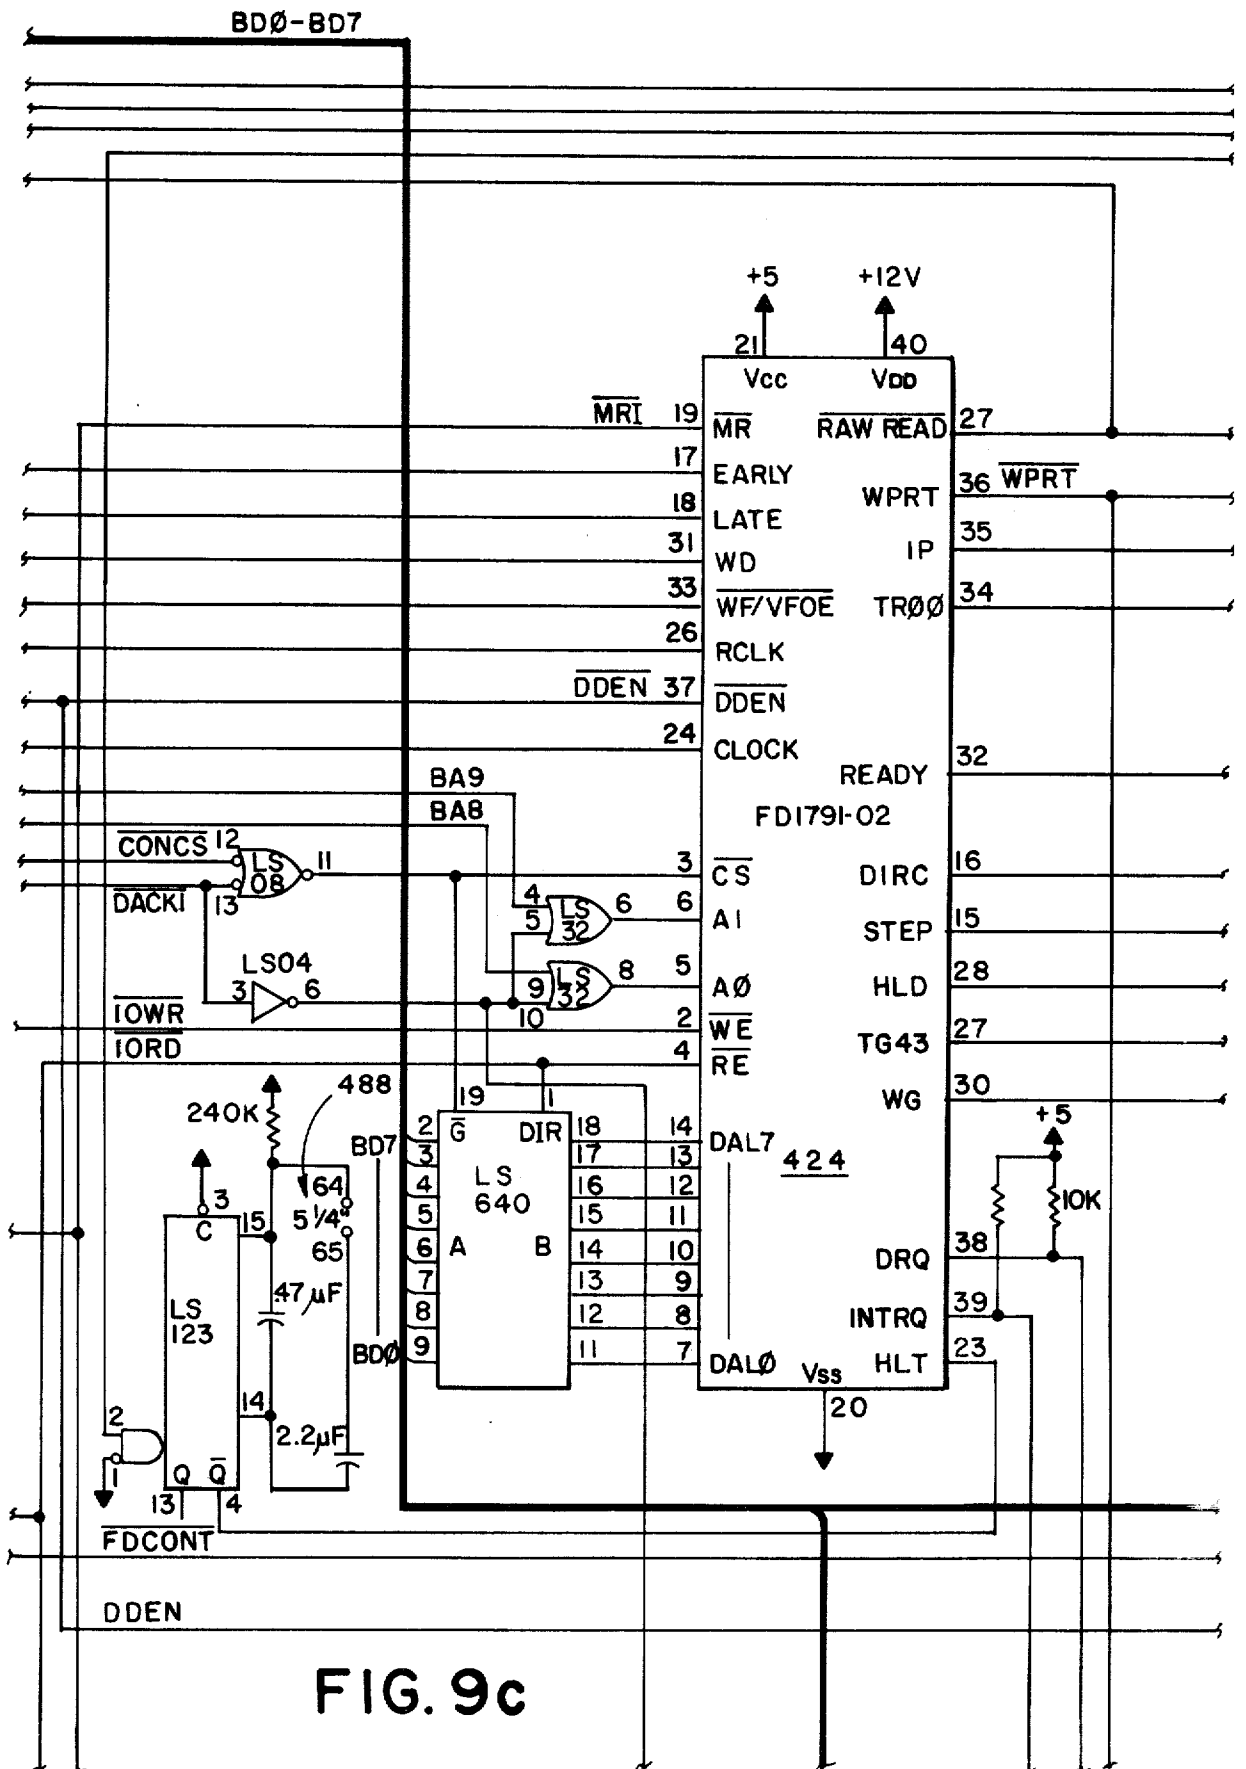 BDØ-BD7
+5
+12V
21
40
Vcc
VDD
MRI 19
MR
RAW READ
27
17
EARLY
36 WPRT
WPRT
18
LATE
35
IP
31
WD
33
WF/VFOE
34
TRØØ
26
RCLK
DDEN 37
DDEN
24
CLOCK
32
READY
BA9
BA8
FD1791-02
CONCS 12
LS
08
11
3
CS
16
DIRC
DACK1
13
4
5
LS
32
6
6
A1
15
STEP
LS04
3
6
9
10
LS
32
8
5
AØ
28
HLD
IOWR
2
WE
27
TG43
IORD
4
RE
30
WG
240K
488
19
1
+5
BD7
2
G
DIR
18
14
DAL7
3
17
13
424
3
64
4
LS
640
16
12
10K
C
15
5 1/4"
5
15
11
65
6
A
B
14
10
38
DRQ
.47µF
7
13
9
LS
123
8
12
8
39
INTRQ
BDØ
9
11
7
DALØ
23
HLT
Vss
20
14
2
2.2µF
1
Q
Q
13
4
FDCONT
DDEN
FIG. 9c